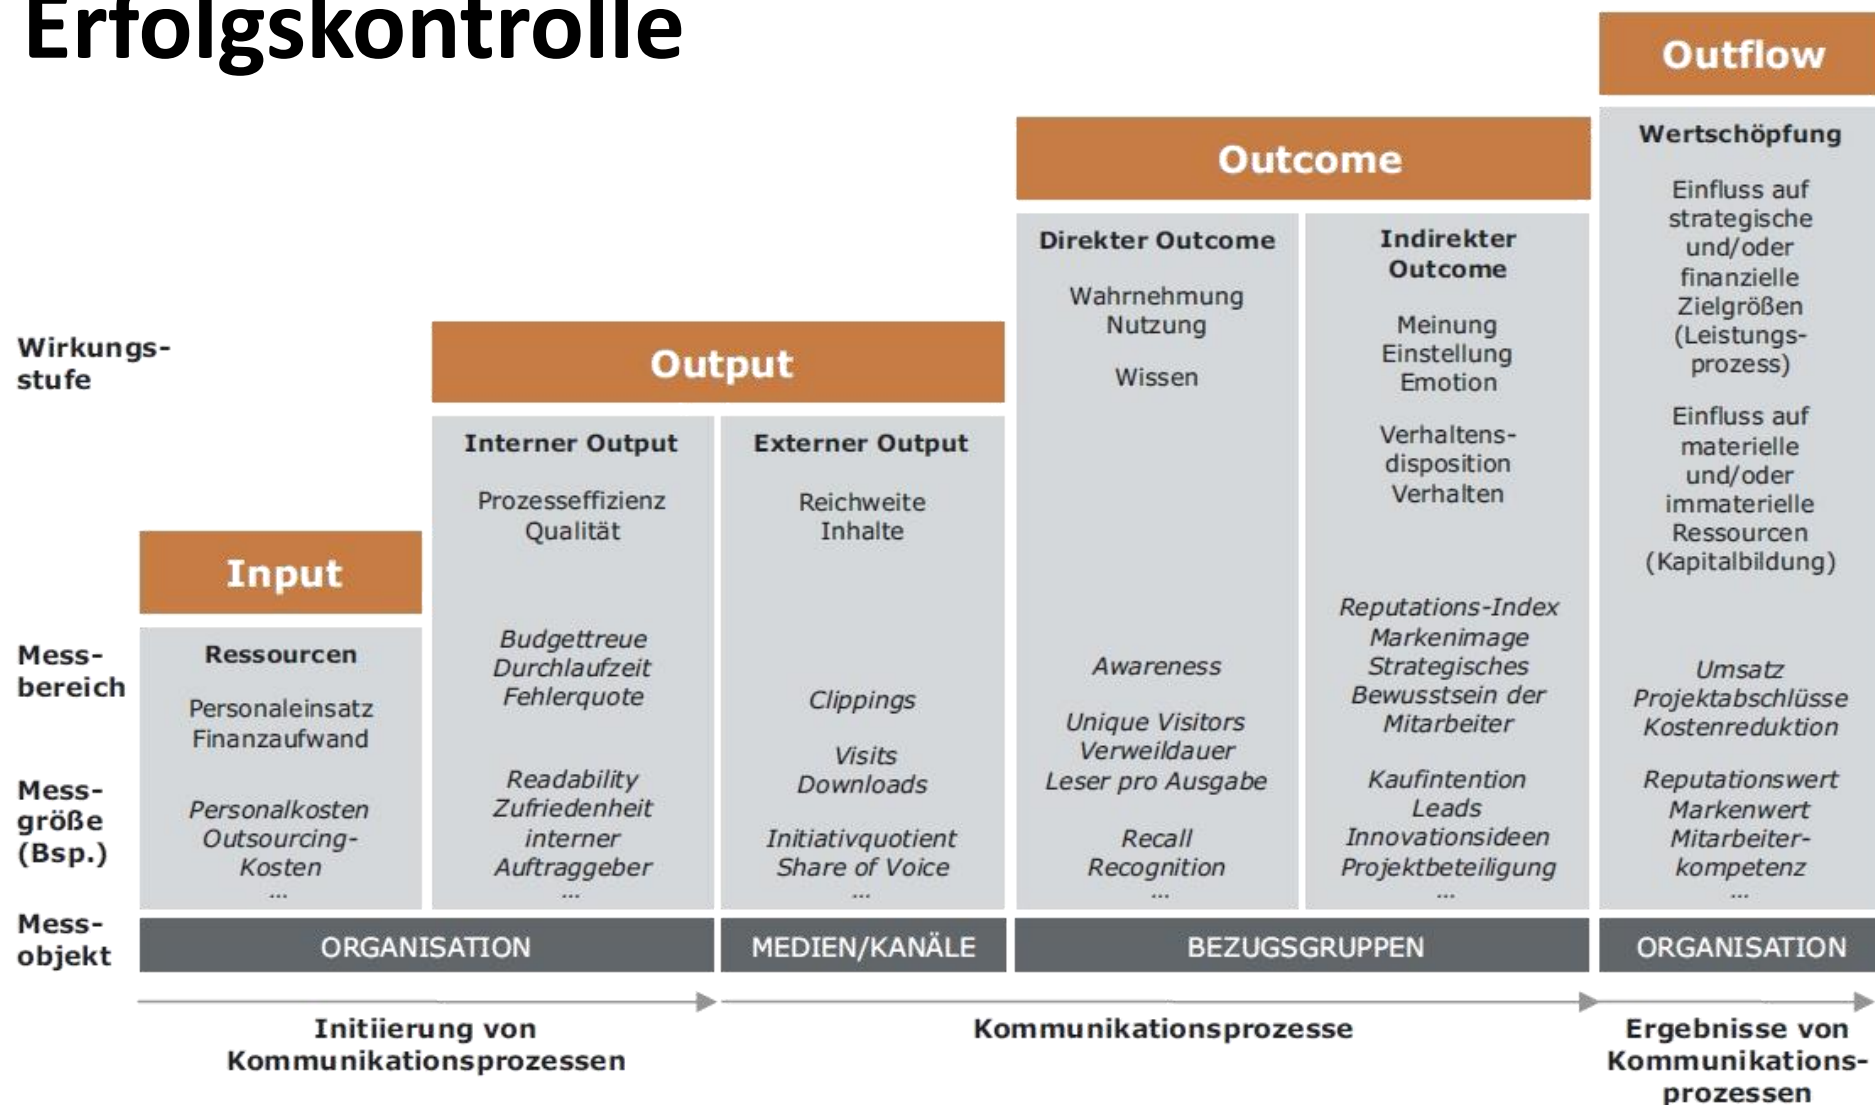 Erfolgskontrolle
Wirkungs-
stufe
Mess-
bereich
Mess-
größe
(Bsp.)
Mess-
objekt
Input
Ressourcen
Personaleinsatz
Finanzaufwand
Personalkosten
Outsourcing-
Kosten
...
Output
Interner Output
Prozesseffizienz
Qualität
Budgettreue
Durchlaufzeit
Fehlerquote
Readability
Zufriedenheit
interner
Auftraggeber
...
Externer Output
Reichweite
Inhalte
Clippings
Visits
Downloads
Initiativquotient
Share of Voice
...
Outcome
Direkter Outcome
Wahrnehmung
Nutzung
Wissen
Awareness
Unique Visitors
Verweildauer
Leser pro Ausgabe
Recall
Recognition
...
Indirekter
Outcome
Meinung
Einstellung
Emotion
Verhaltens-
disposition
Verhalten
Reputations-Index
Markenimage
Strategisches
Bewusstsein der
Mitarbeiter
Kaufintention
Leads
Innovationsideen
Projektbeteiligung
...
Outflow
Wertschöpfung
Einfluss auf
strategische
und/oder
finanzielle
Zielgrößen
(Leistungs-
prozess)
Einfluss auf
materielle
und/oder
immaterielle
Ressourcen
(Kapitalbildung)
Umsatz
Projektabschlüsse
Kostenreduktion
Reputationswert
Markenwert
Mitarbeiter-
kompetenz
...
ORGANISATION
MEDIEN/KANÄLE
BEZUGSGRUPPEN
ORGANISATION
Initiierung von
Kommunikationsprozessen
Kommunikationsprozesse
Ergebnisse von
Kommunikations-
prozessen